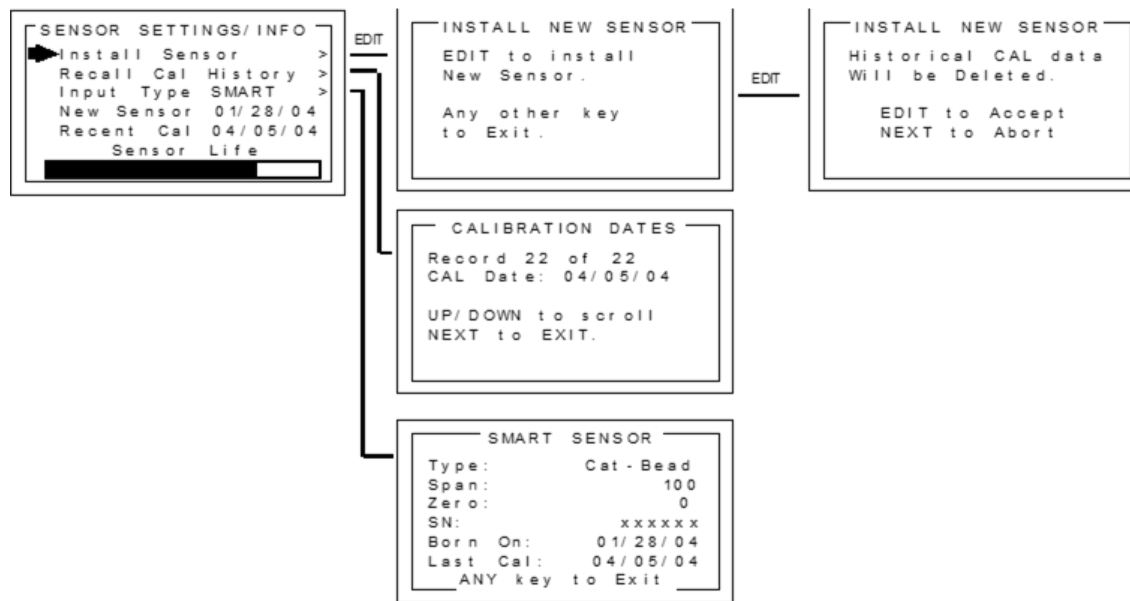 SENSOR SETTINGS/INFO
Install Sensor >
Recall Cal History >
Input Type SMART >
New Sensor 01/28/04
Recent Cal 04/05/04
Sensor Life
EDIT
INSTALL NEW SENSOR
EDIT to install
New Sensor.
Any other key
to Exit.
EDIT
INSTALL NEW SENSOR
Historical CAL data
Will be Deleted.
EDIT to Accept
NEXT to Abort
CALIBRATION DATES
Record 22 of 22
CAL Date: 04/05/04
UP/DOWN to scroll
NEXT to EXIT.
SMART SENSOR
Type: Cat-Bead
Span: 100
Zero: 0
SN: xxxxxx
Born On: 01/28/04
Last Cal: 04/05/04
ANY key to Exit